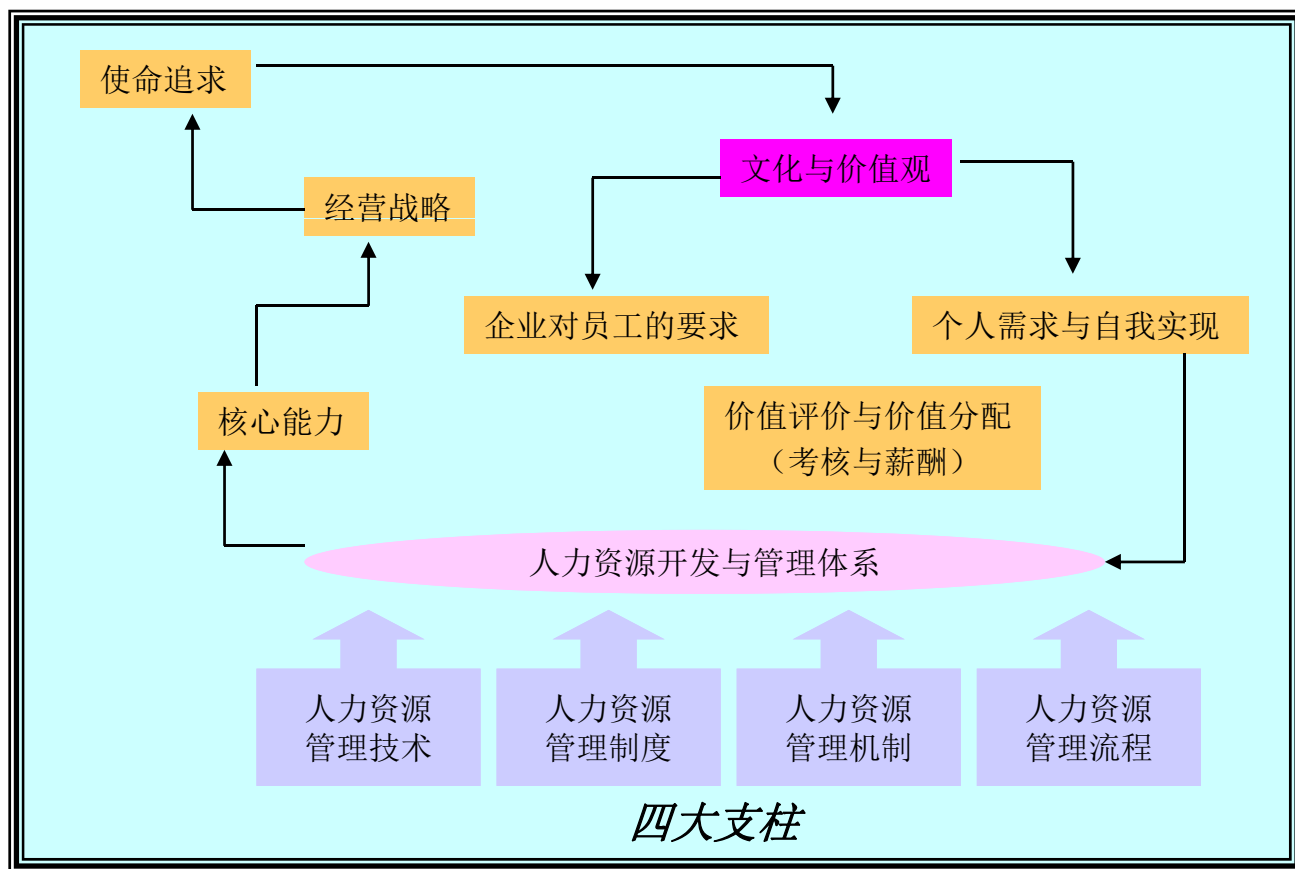 使命追求
文化与价值观
经营战略
企业对员工的要求
个人需求与自我实现
核心能力
价值评价与价值分配
（考核与薪酬）
人力资源开发与管理体系
人力资源
管理技术
人力资源
管理制度
人力资源
管理机制
人力资源
管理流程
四大支柱